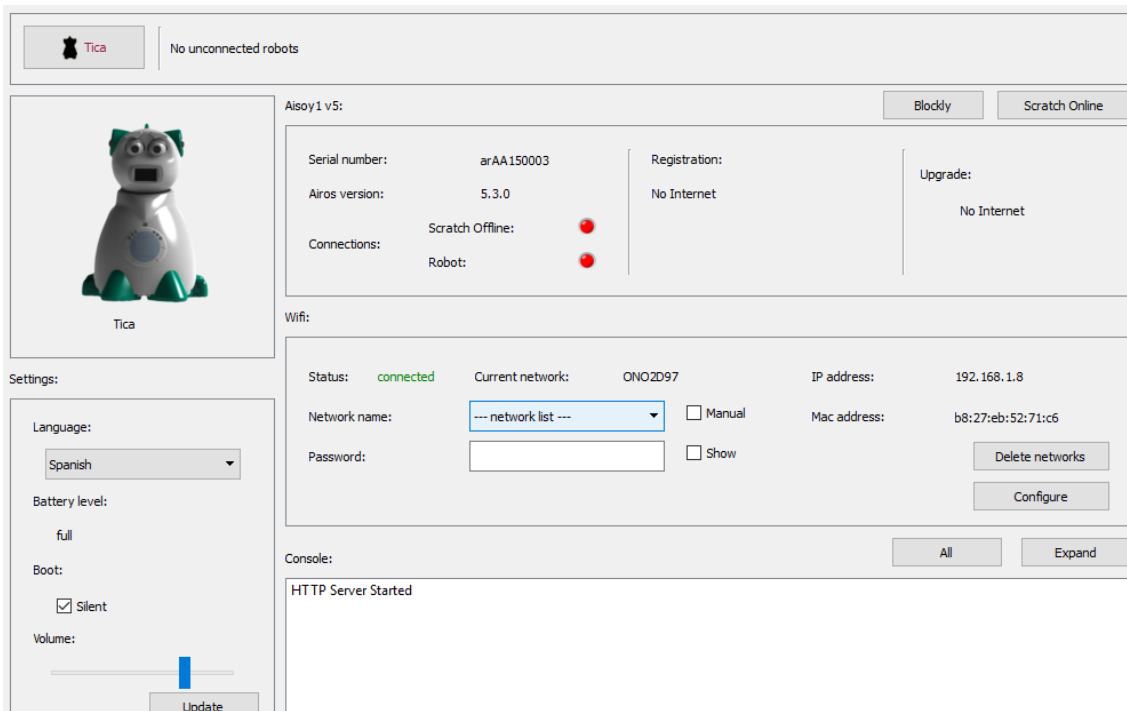 Tica
No unconnected robots
Aisoy1 v5:
Blockly
Scratch Online
Tica
Serial number: arAA150003
Airos version: 5.3.0
Connections:
Scratch Offline:
Robot:
Registration:
No Internet
Upgrade:
No Internet
Wifi:
Status: connected Current network: ONO2D97 IP address: 192.168.1.8
Network name: --- network list --- Manual Mac address: b8:27:eb:52:71:c6
Password: Show
Delete networks
Configure
Settings:
Language:
Spanish
Battery level:
full
Boot:
Silent
Volume:
Update
Console:
All
Expand
HTTP Server Started